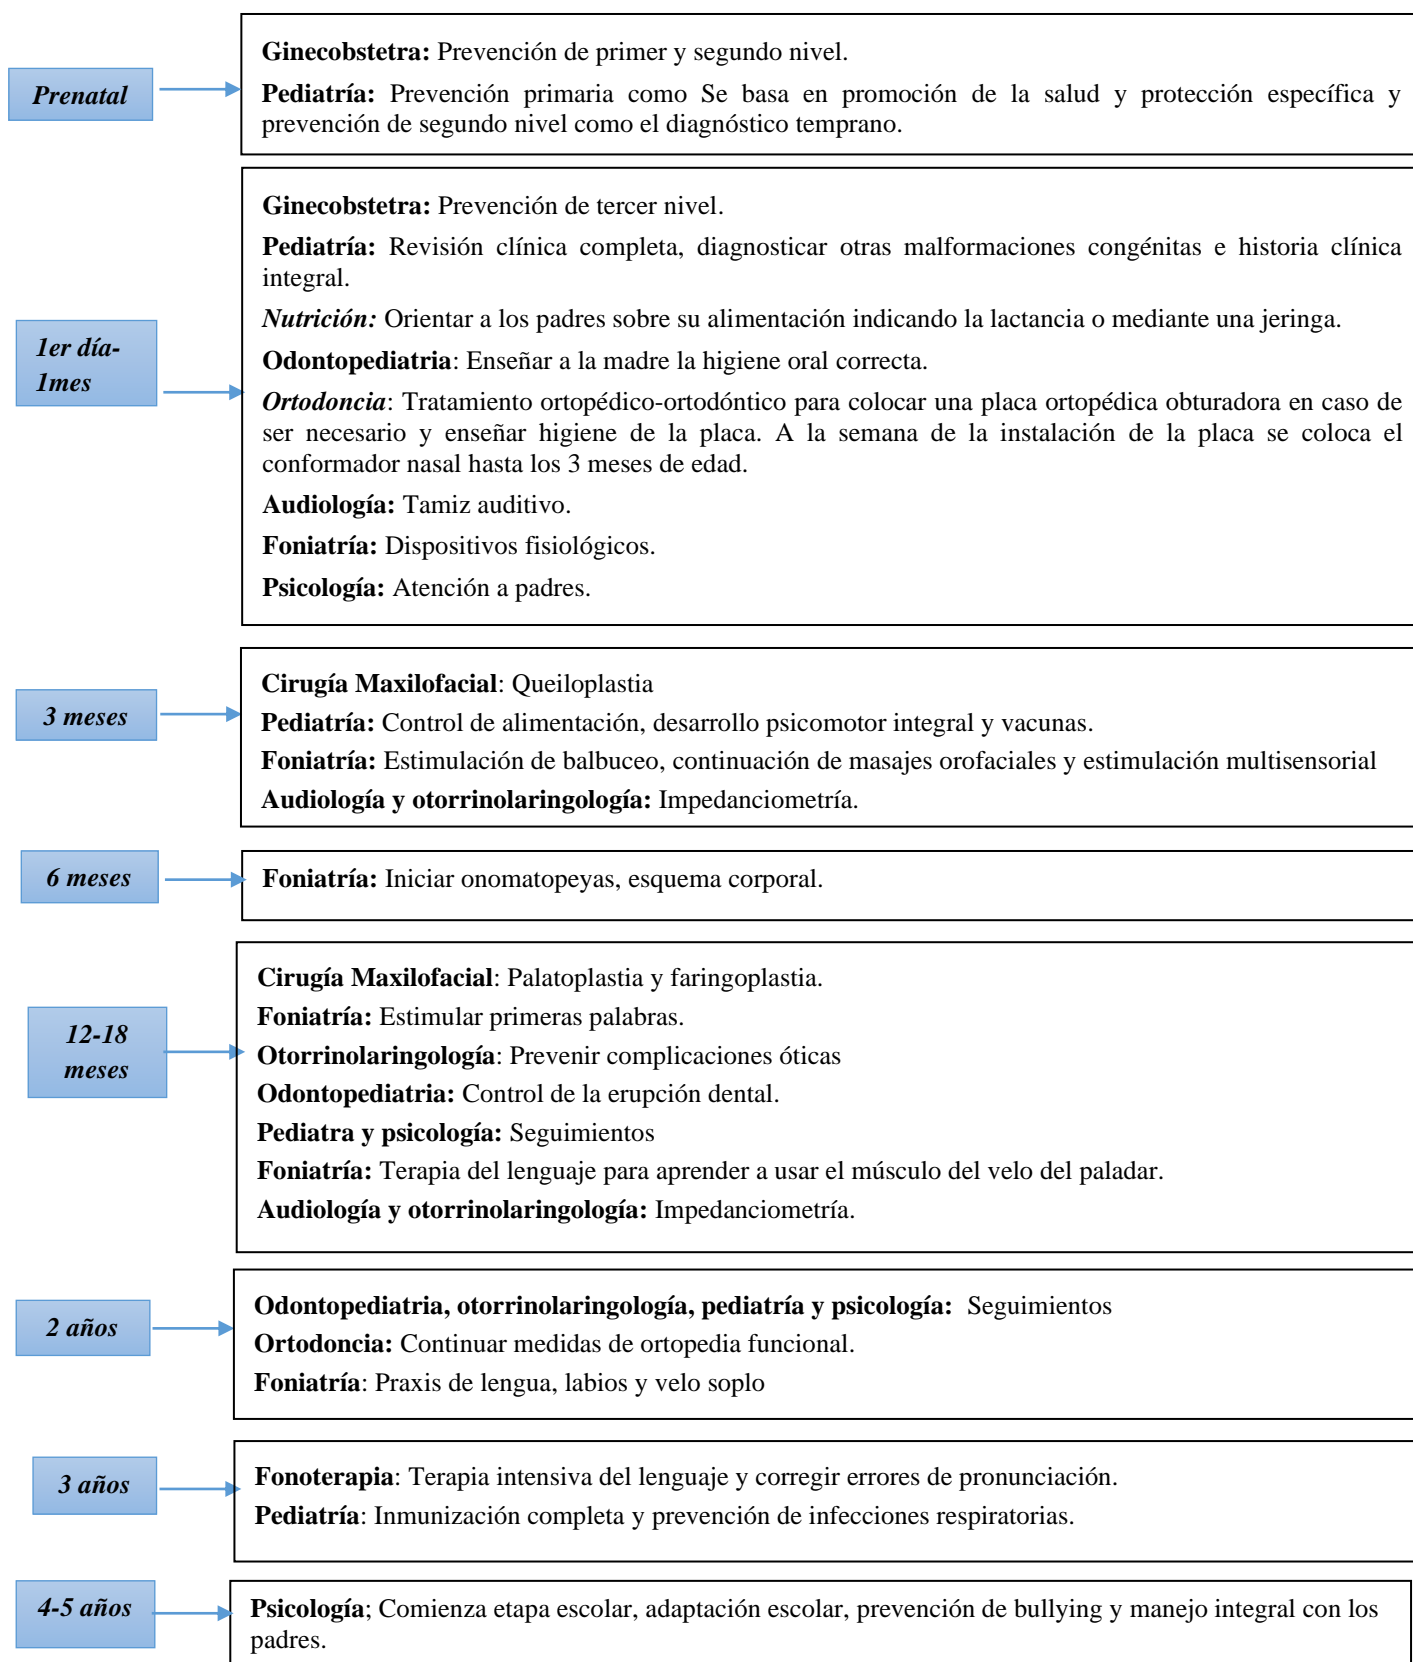 Prenatal
Ginecobstetra: Prevención de primer y segundo nivel.
Pediatría: Prevención primaria como Se basa en promoción de la salud y protección específica y
prevención de segundo nivel como el diagnóstico temprano.
1er día-
1mes
Ginecobstetra: Prevención de tercer nivel.
Pediatría: Revisión clínica completa, diagnosticar otras malformaciones congénitas e historia clínica
integral.
Nutrición: Orientar a los padres sobre su alimentación indicando la lactancia o mediante una jeringa.
Odontopediatria: Enseñar a la madre la higiene oral correcta.
Ortodoncia: Tratamiento ortopédico-ortodóntico para colocar una placa ortopédica obturadora en caso de
ser necesario y enseñar higiene de la placa. A la semana de la instalación de la placa se coloca el
conformador nasal hasta los 3 meses de edad.
Audiología: Tamiz auditivo.
Foniatría: Dispositivos fisiológicos.
Psicología: Atención a padres.
3 meses
Cirugía Maxilofacial: Queiloplastia
Pediatría: Control de alimentación, desarrollo psicomotor integral y vacunas.
Foniatría: Estimulación de balbuceo, continuación de masajes orofaciales y estimulación multisensorial
Audiología y otorrinolaringología: Impedanciometría.
6 meses
Foniatría: Iniciar onomatopeyas, esquema corporal.
12-18
meses
Cirugía Maxilofacial: Palatoplastia y faringoplastia.
Foniatría: Estimular primeras palabras.
Otorrinolaringología: Prevenir complicaciones óticas
Odontopediatria: Control de la erupción dental.
Pediatra y psicología: Seguimientos
Foniatría: Terapia del lenguaje para aprender a usar el músculo del velo del paladar.
Audiología y otorrinolaringología: Impedanciometría.
2 años
Odontopediatria, otorrinolaringología, pediatría y psicología: Seguimientos
Ortodoncia: Continuar medidas de ortopedia funcional.
Foniatría: Praxis de lengua, labios y velo soplo
3 años
Fonoterapia: Terapia intensiva del lenguaje y corregir errores de pronunciación.
Pediatría: Inmunización completa y prevención de infecciones respiratorias.
4-5 años
Psicología; Comienza etapa escolar, adaptación escolar, prevención de bullying y manejo integral con los
padres.